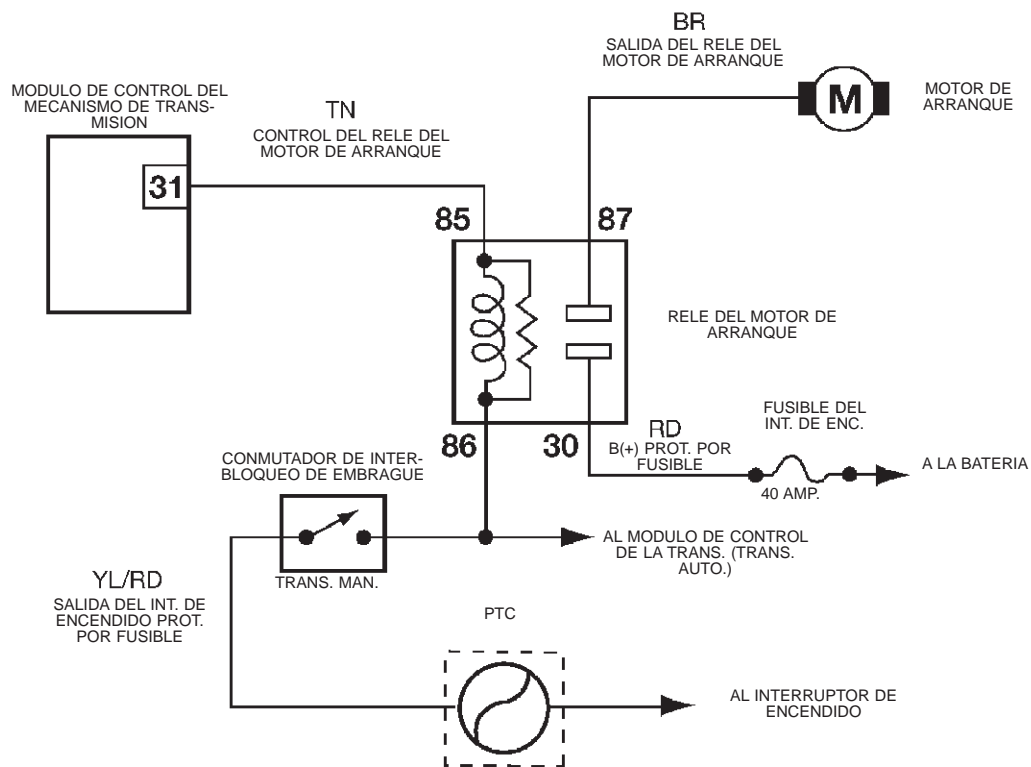 BR
SALIDA DEL RELE DEL
MOTOR DE ARRANQUE
MODULO DE CONTROL DEL
MECANISMO DE TRANS-
MISION
TN
CONTROL DEL RELE DEL
MOTOR DE ARRANQUE
M
MOTOR DE
ARRANQUE
31
85
87
RELE DEL MOTOR DE
ARRANQUE
86
30
RD
B(+) PROT. POR
FUSIBLE
FUSIBLE DEL
INT. DE ENC.
40 AMP.
A LA BATERIA
CONMUTADOR DE INTER-
BLOQUEO DE EMBRAGUE
TRANS. MAN.
AL MODULO DE CONTROL
DE LA TRANS. (TRANS.
AUTO.)
YL/RD
SALIDA DEL INT. DE
ENCENDIDO PROT.
POR FUSIBLE
PTC
AL INTERRUPTOR DE
ENCENDIDO